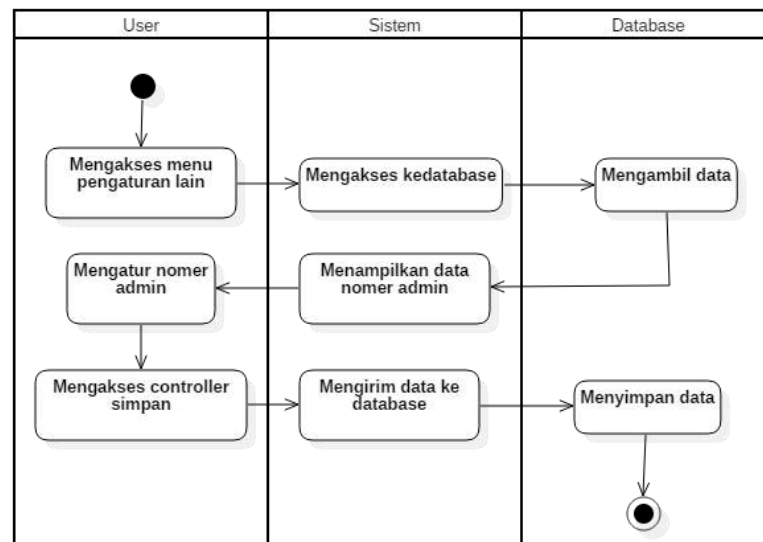 User
Sistem
Database
Mengakses menu
pengaturan lain
Mengakses kedatabase
Mengambil data
Mengatur nomer
admin
Menampilkan data
nomer admin
Mengakses controller
simpan
Mengirim data ke
database
Menyimpan data